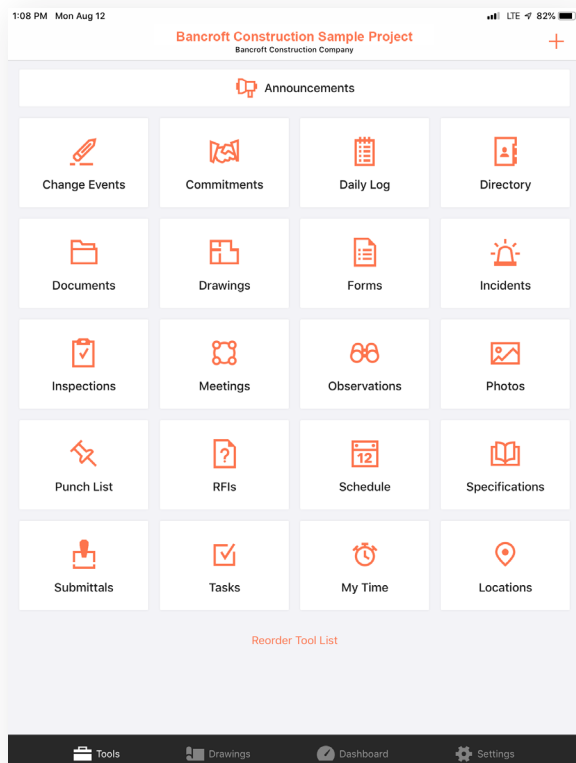 1:08 PM Mon Aug 12
LTE 82%
Bancroft Construction Sample Project
Bancroft Construction Company
+
Announcements
Change Events
Commitments
Daily Log
Directory
Documents
Drawings
Forms
Incidents
Inspections
Meetings
Observations
Photos
Punch List
?
RFIs
12
Schedule
Specifications
Submittals
Tasks
My Time
Locations
Reorder Tool List
Tools
Drawings
Dashboard
Settings